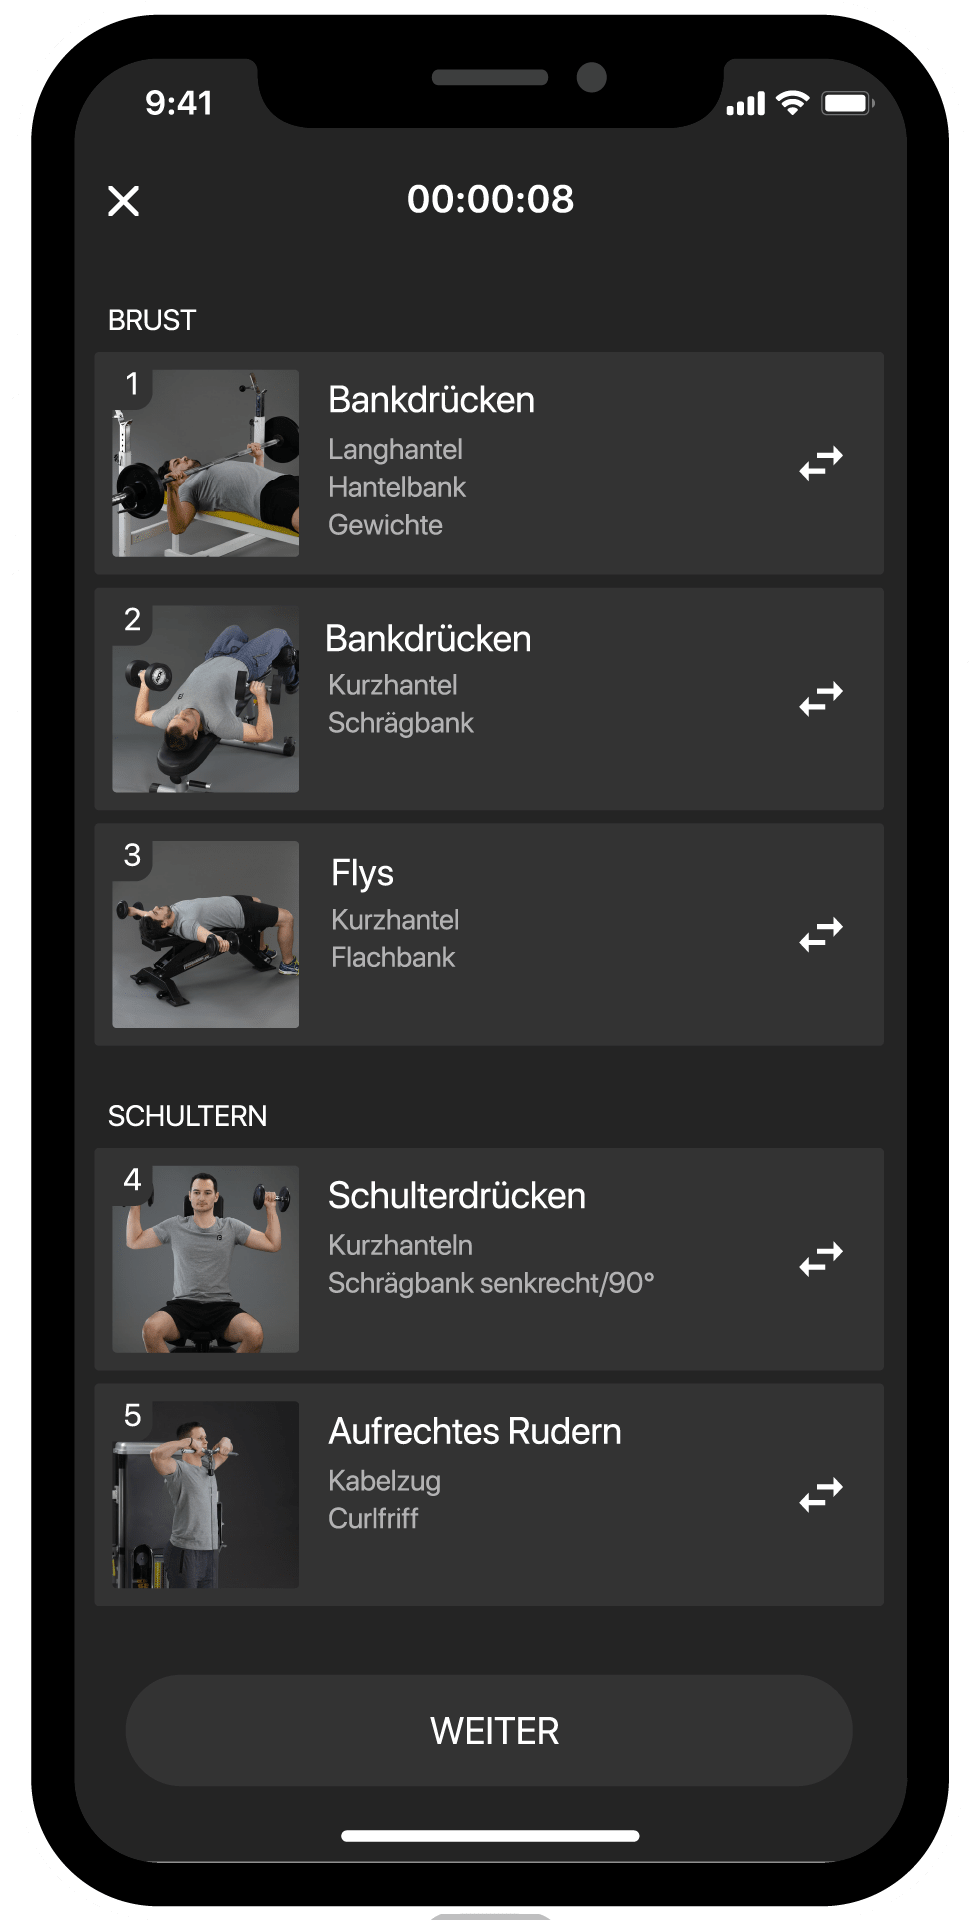 9:41
00:00:08
BRUST
1
Bankdrücken
Langhantel
Hantelbank
Gewichte
2
Bankdrücken
Kurzhantel
Schrägbank
3
Flys
Kurzhantel
Flachbank
SCHULTERN
4
Schulterdrücken
Kurzhanteln
Schrägbank senkrecht/90°
5
Aufrechtes Rudern
Kabelzug
Curlfriff
WEITER